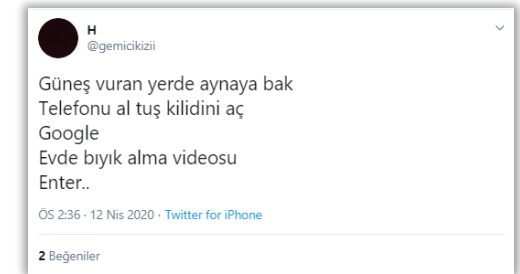 H
@gemicikizii
Güneş vuran yerde aynaya bak
Telefonu al tuş kilidini aç
Google
Evde bıyık alma videosu
Enter..
ÖS 2:36 · 12 Nis 2020 · Twitter for iPhone
2 Beğeniler